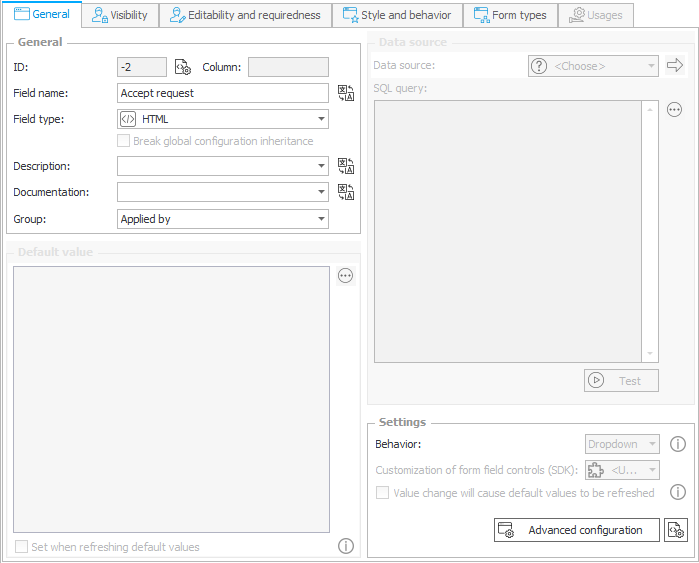 General
Visibility
Editability and requiredness
Style and behavior
Form types
Usages
General
ID:
-2
Column:
Field name:
Accept request
Field type:
HTML
Break global configuration inheritance
Description:
Documentation:
Group:
Applied by
Default value
Set when refreshing default values
Data source
Data source:
<Choose>
SQL query:
Test
Settings
Behavior:
Dropdown
Customization of form field controls (SDK):
<U...
Value change will cause default values to be refreshed
Advanced configuration